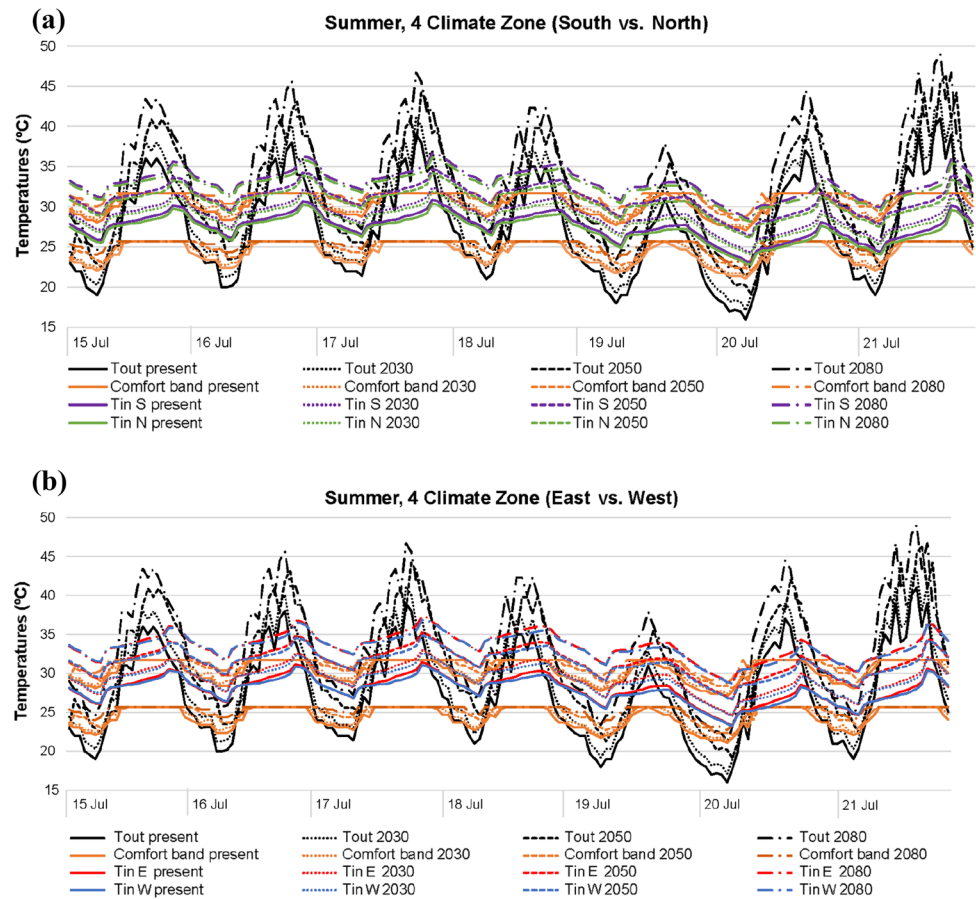 (a)
Summer, 4 Climate Zone (South vs. North)
Temperatures (ºC)
50
45
40
35
30
25
20
15
15 Jul 16 Jul 17 Jul 18 Jul 19 Jul 20 Jul 21 Jul
Tout present Tout 2030 Tout 2050 Tout 2080
Comfort band present Comfort band 2030 Comfort band 2050 Comfort band 2080
Tin S present Tin S 2030 Tin S 2050 Tin S 2080
Tin N present Tin N 2030 Tin N 2050 Tin N 2080
(b)
Summer, 4 Climate Zone (East vs. West)
Temperatures (ºC)
50
45
40
35
30
25
20
15
15 Jul 16 Jul 17 Jul 18 Jul 19 Jul 20 Jul 21 Jul
Tout present Tout 2030 Tout 2050 Tout 2080
Comfort band present Comfort band 2030 Comfort band 2050 Comfort band 2080
Tin E present Tin E 2030 Tin E 2050 Tin E 2080
Tin W present Tin W 2030 Tin W 2050 Tin W 2080